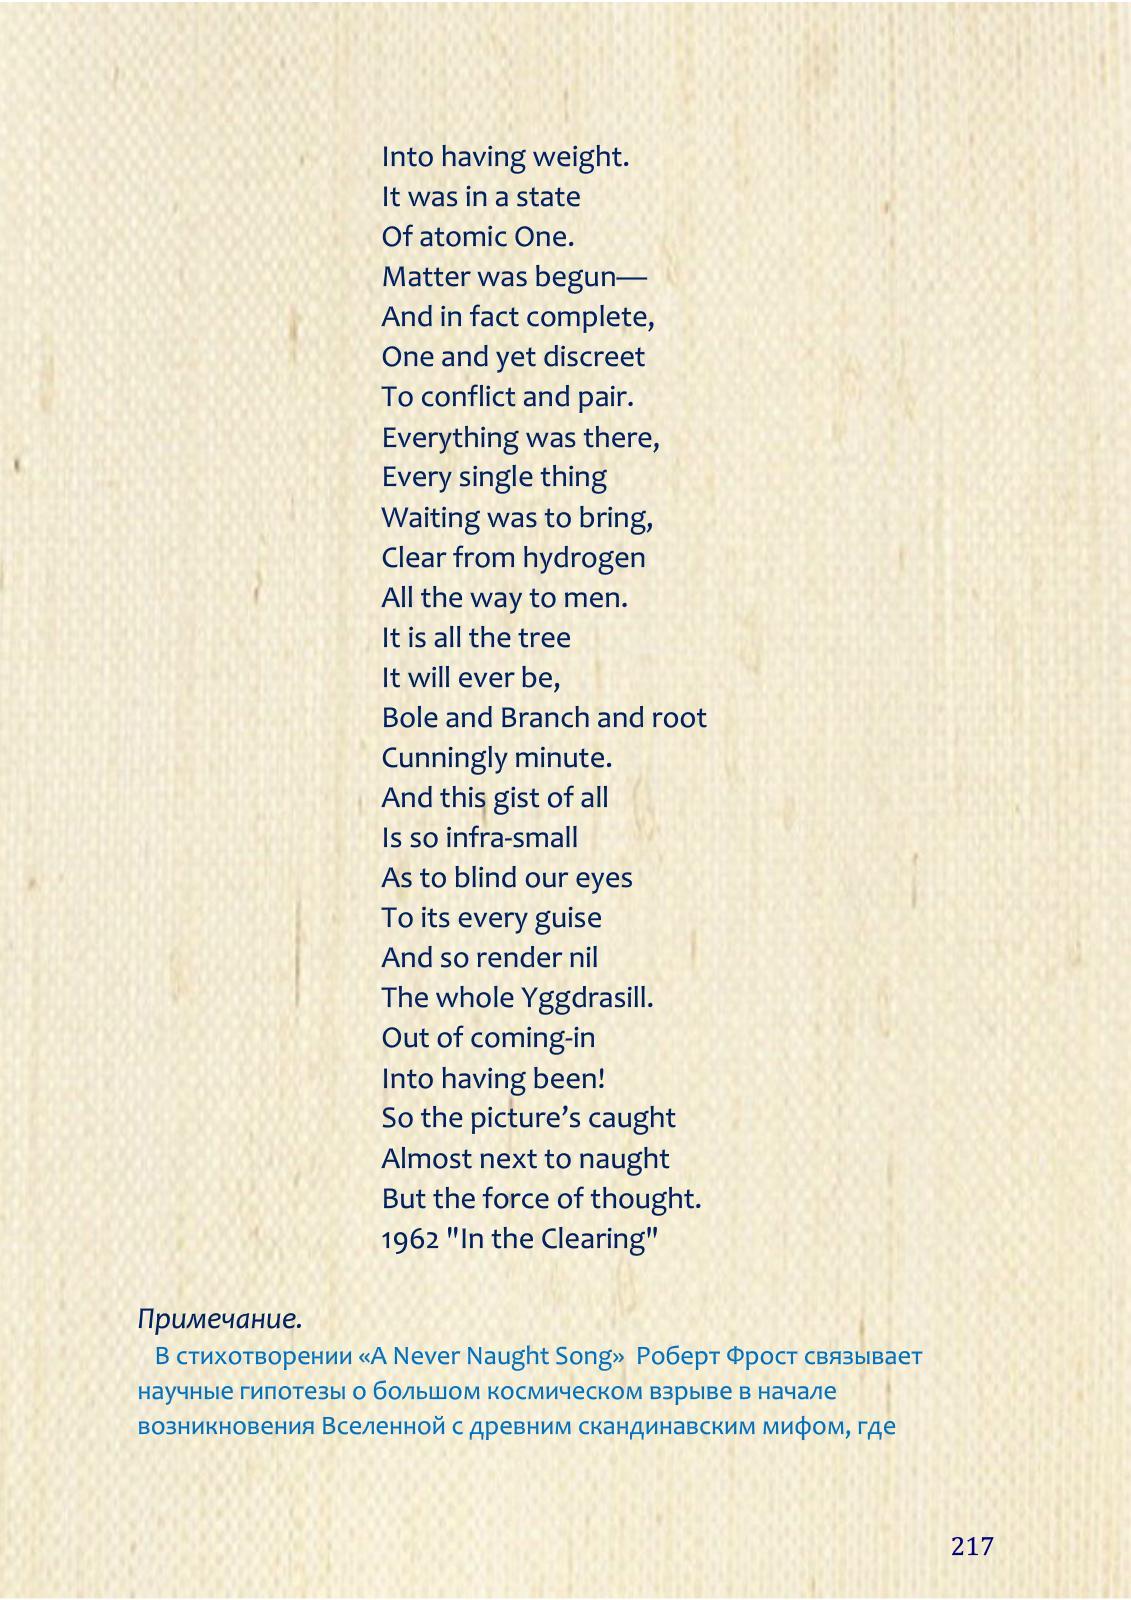 Into having weight.
It was in a state
Of atomic One.
Matter was begun—
And in fact complete,
One and yet discreet
To conflict and pair.
Everything was there,
Every single thing
Waiting was to bring,
Clear from hydrogen
All the way to men.
It is all the tree
It will ever be,
Bole and Branch and root
Cunningly minute.
And this gist of all
Is so infra-small
As to blind our eyes
To its every guise
And so render nil
The whole Yggdrasill.
Out of coming-in
Into having been!
So the picture’s caught
Almost next to naught
But the force of thought.
1962 "In the Clearing"
Примечание.
В стихотворении «A Never Naught Song» Роберт Фрост связывает
научные гипотезы о большом космическом взрыве в начале
возникновения Вселенной с древним скандинавским мифом, где
217